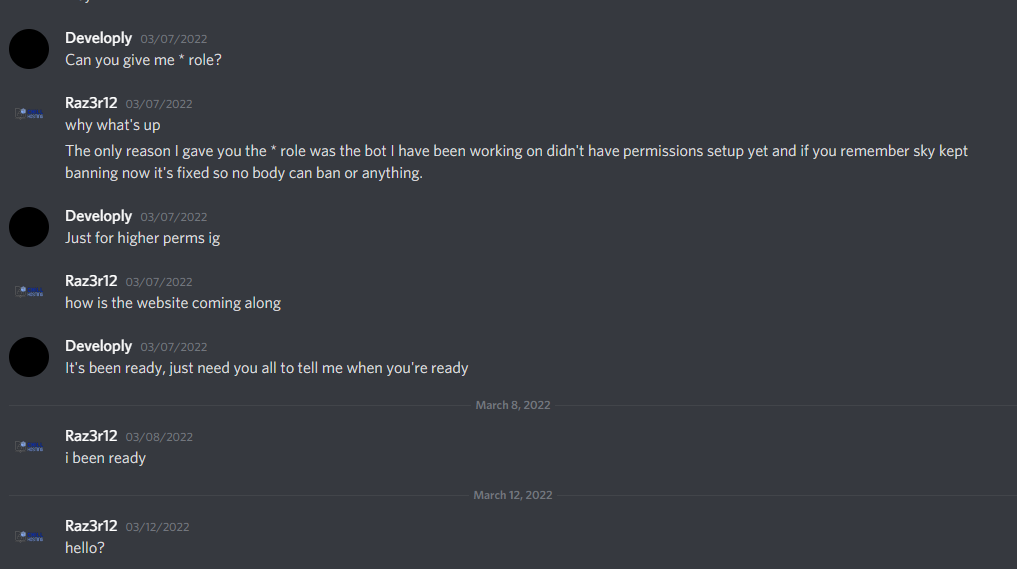 Developly 03/07/2022
Can you give me * role?
Raz3r12 03/07/2022
why what's up
The only reason I gave you the * role was the bot I have been working on didn't have permissions setup yet and if you remember sky kept
banning now it's fixed so no body can ban or anything.
Developly 03/07/2022
Just for higher perms ig
Raz3r12 03/07/2022
how is the website coming along
Developly 03/07/2022
It's been ready, just need you all to tell me when you're ready
March 8, 2022
Raz3r12 03/08/2022
i been ready
March 12, 2022
Raz3r12 03/12/2022
hello?